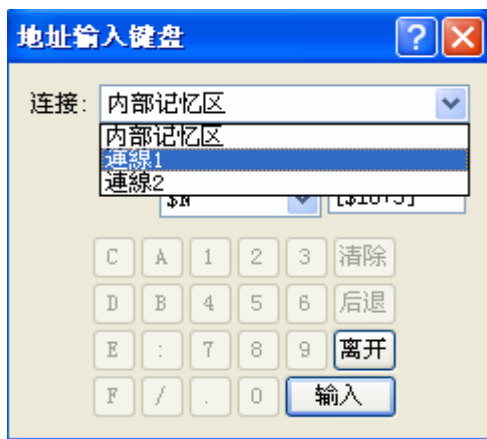 地址输入键盘
连接: 内部记忆区
内部记忆区
連線1
連線2
C A 1 2 3 清除
D B 4 5 6 后退
E : 7 8 9 离开
F / . 0 输入